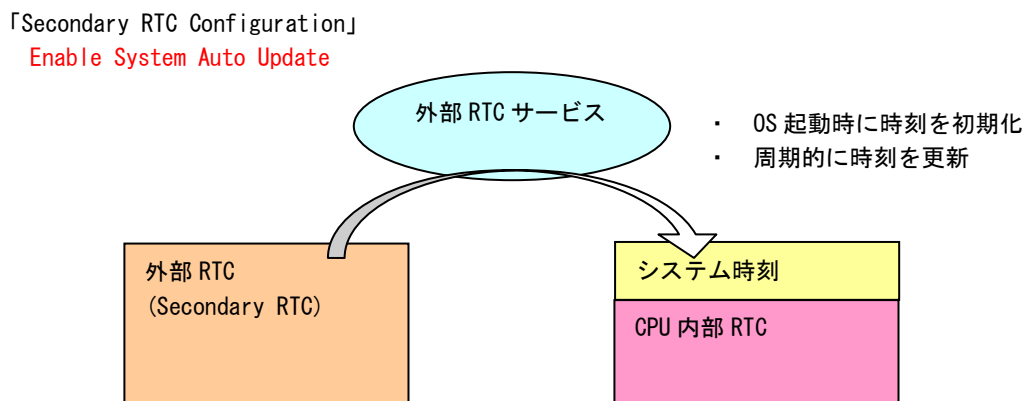 「Secondary RTC Configuration」
Enable System Auto Update
外部 RTC サービス
・ OS 起動時に時刻を初期化
・ 周期的に時刻を更新
外部 RTC
(Secondary RTC)
システム時刻
CPU 内部 RTC